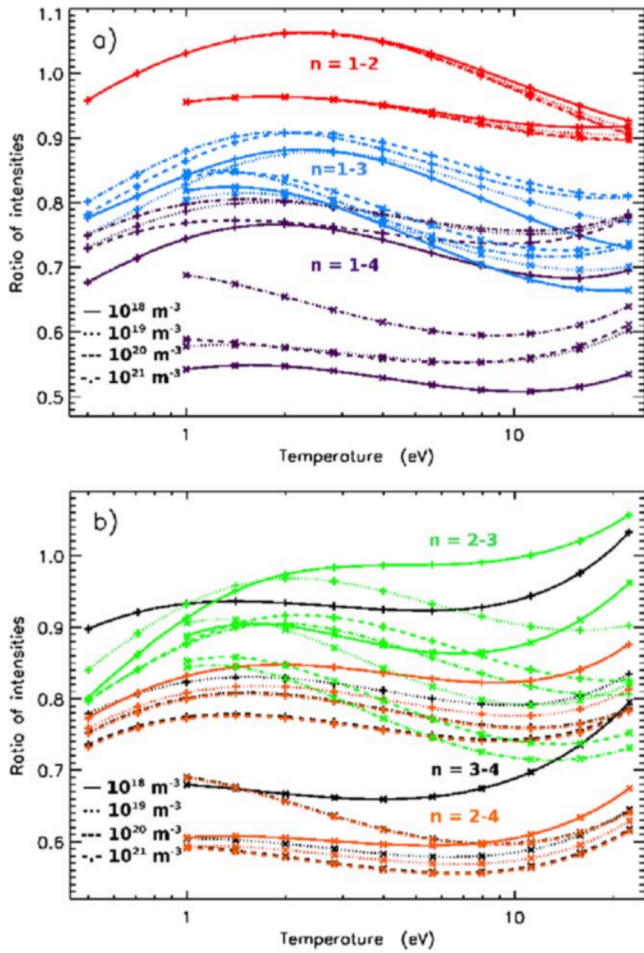 a)
1.1
1.0
0.9
0.8
0.7
0.6
0.5
Ratio of intensities
n = 1-2
n=1-3
n = 1-4
10¹⁸ m⁻³
10¹⁹ m⁻³
10²⁰ m⁻³
10²¹ m⁻³
1
10
Temperature (eV)
b)
1.0
0.9
0.8
0.7
0.6
Ratio of intensities
n = 2-3
n = 3-4
n = 2-4
10¹⁸ m⁻³
10¹⁹ m⁻³
10²⁰ m⁻³
10²¹ m⁻³
1
10
Temperature (eV)